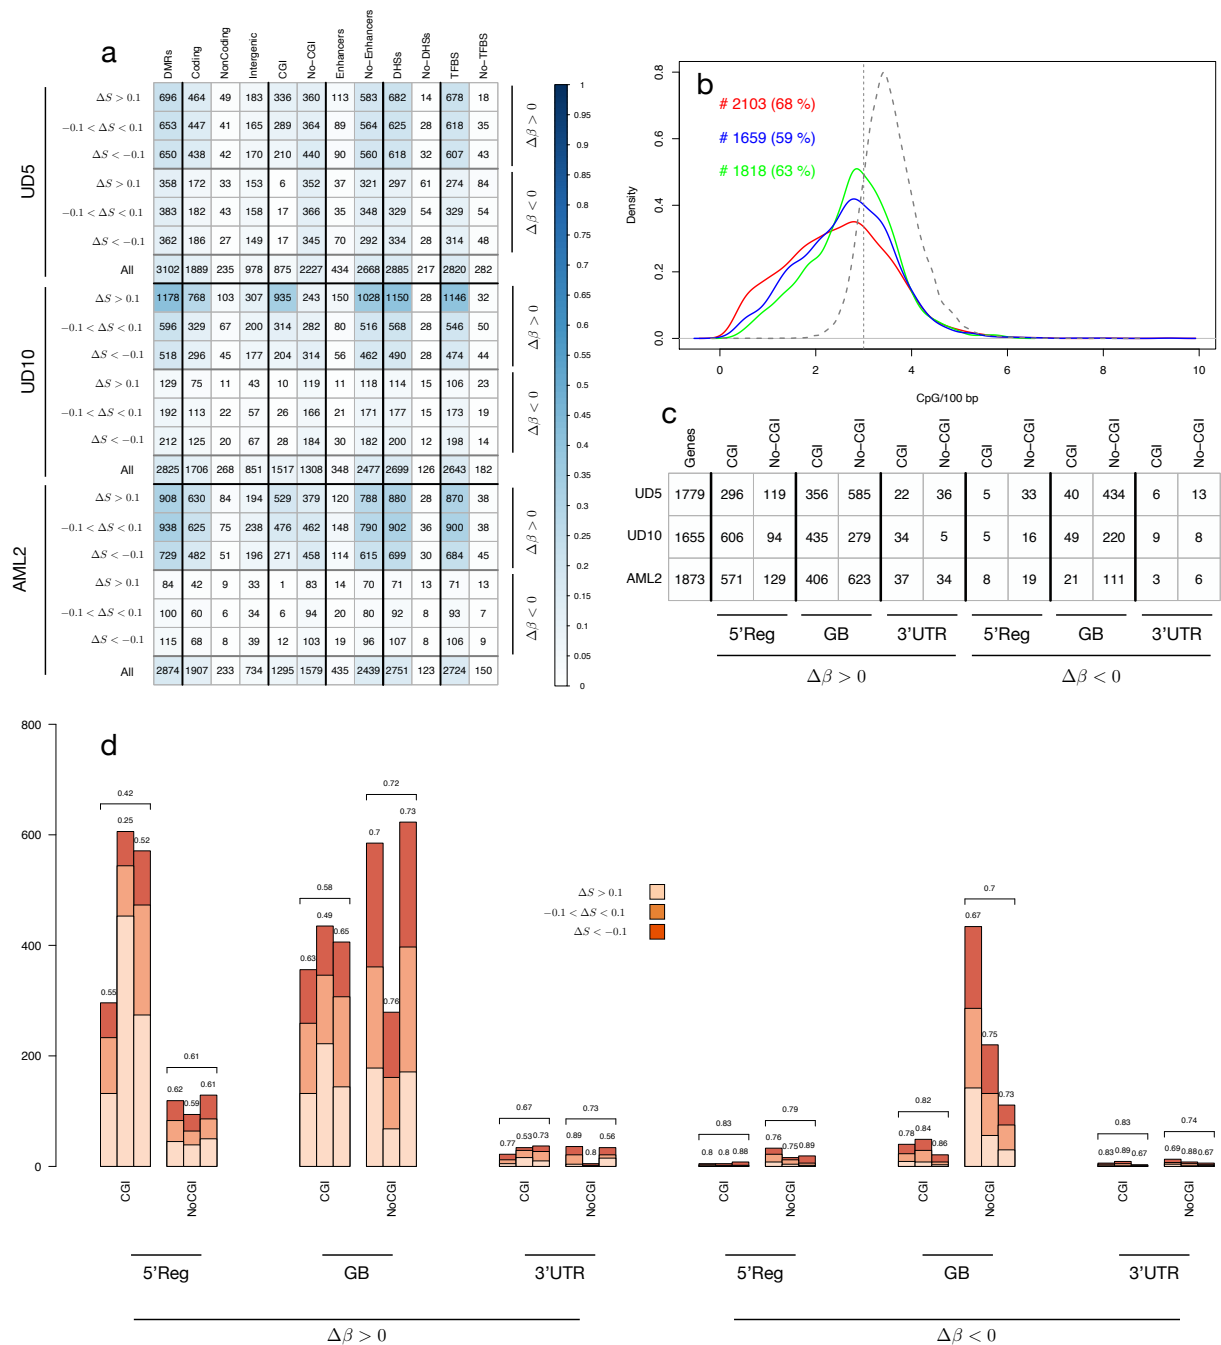 a
DMRs Coding NonCoding Intergenic CGI No−CGI Enhancers No−Enhancers DHSs No−DHSs TFBS No−TFBS
UD5
Δβ > 0
ΔS > 0.1 696 464 49 183 336 360 113 583 682 14 678 18
−0.1 < ΔS < 0.1 653 447 41 165 289 364 89 564 625 28 618 35
ΔS < −0.1 650 438 42 170 210 440 90 560 618 32 607 43
Δβ < 0
ΔS > 0.1 358 172 33 153 6 352 37 321 297 61 274 84
−0.1 < ΔS < 0.1 383 182 43 158 17 366 35 348 329 54 329 54
ΔS < −0.1 362 186 27 149 17 345 70 292 334 28 314 48
All 3102 1889 235 978 875 2227 434 2668 2885 217 2820 282
UD10
Δβ > 0
ΔS > 0.1 1178 768 103 307 935 243 150 1028 1150 28 1146 32
−0.1 < ΔS < 0.1 596 329 67 200 314 282 80 516 568 28 546 50
ΔS < −0.1 518 296 45 177 204 314 56 462 490 28 474 44
Δβ < 0
ΔS > 0.1 129 75 11 43 10 119 11 118 114 15 106 23
−0.1 < ΔS < 0.1 192 113 22 57 26 166 21 171 177 15 173 19
ΔS < −0.1 212 125 20 67 28 184 30 182 200 12 198 14
All 2825 1706 268 851 1517 1308 348 2477 2699 126 2643 182
AML2
Δβ > 0
ΔS > 0.1 908 630 84 194 529 379 120 788 880 28 870 38
−0.1 < ΔS < 0.1 938 625 75 238 476 462 148 790 902 36 900 38
ΔS < −0.1 729 482 51 196 271 458 114 615 699 30 684 45
Δβ < 0
ΔS > 0.1 84 42 9 33 1 83 14 70 71 13 71 13
−0.1 < ΔS < 0.1 100 60 6 34 6 94 20 80 92 8 93 7
ΔS < −0.1 115 68 8 39 12 103 19 96 107 8 106 9
All 2874 1907 233 734 1295 1579 435 2439 2751 123 2724 150
1
0.95
0.9
0.85
0.8
0.75
0.7
0.65
0.6
0.55
0.5
0.45
0.4
0.35
0.3
0.25
0.2
0.15
0.1
0.05
0
b
# 2103 (68 %)
# 1659 (59 %)
# 1818 (63 %)
Density
0.8
0.6
0.4
0.2
0.0
0 2 4 6 8 10
CpG/100 bp
c
Genes CGI No−CGI CGI No−CGI CGI No−CGI CGI No−CGI CGI No−CGI CGI No−CGI
UD5 1779 296 119 356 585 22 36 5 33 40 434 6 13
UD10 1655 606 94 435 279 34 5 5 16 49 220 9 8
AML2 1873 571 129 406 623 37 34 8 19 21 111 3 6
5'Reg GB 3'UTR 5'Reg GB 3'UTR
Δβ > 0 Δβ < 0
d
800
600
400
200
0
0.42
0.55 0.25 0.52
0.61
0.62 0.59 0.61
0.58
0.63 0.49 0.65
0.72
0.7 0.76 0.73
0.67
0.77 0.53 0.73
0.73
0.89 0.8 0.56
ΔS > 0.1
−0.1 < ΔS < 0.1
ΔS < −0.1
0.83
0.8 0.8 0.88
0.79
0.76 0.75 0.89
0.82
0.78 0.84 0.86
0.7
0.67 0.75 0.73
0.83
0.83 0.89 0.67
0.74
0.69 0.88 0.67
CGI NoCGI CGI NoCGI CGI NoCGI CGI NoCGI CGI NoCGI CGI NoCGI
5'Reg GB 3'UTR 5'Reg GB 3'UTR
Δβ > 0 Δβ < 0